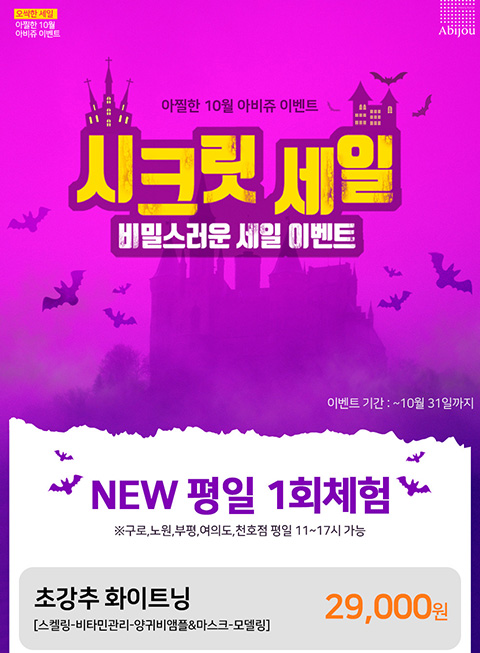 오싹한 세일
아찔한 10월
아비쥬 이벤트
Abijou
아찔한 10월 아비쥬 이벤트
시크릿 세일
비밀스러운 세일 이벤트
이벤트 기간 : ~10월 31일까지
NEW 평일 1회체험
※구로,노원,부평,여의도,천호점 평일 11~17시 가능
초강추 화이트닝
29,000원
[스켈링-비타민관리-양귀비앰플&마스크-모델링]